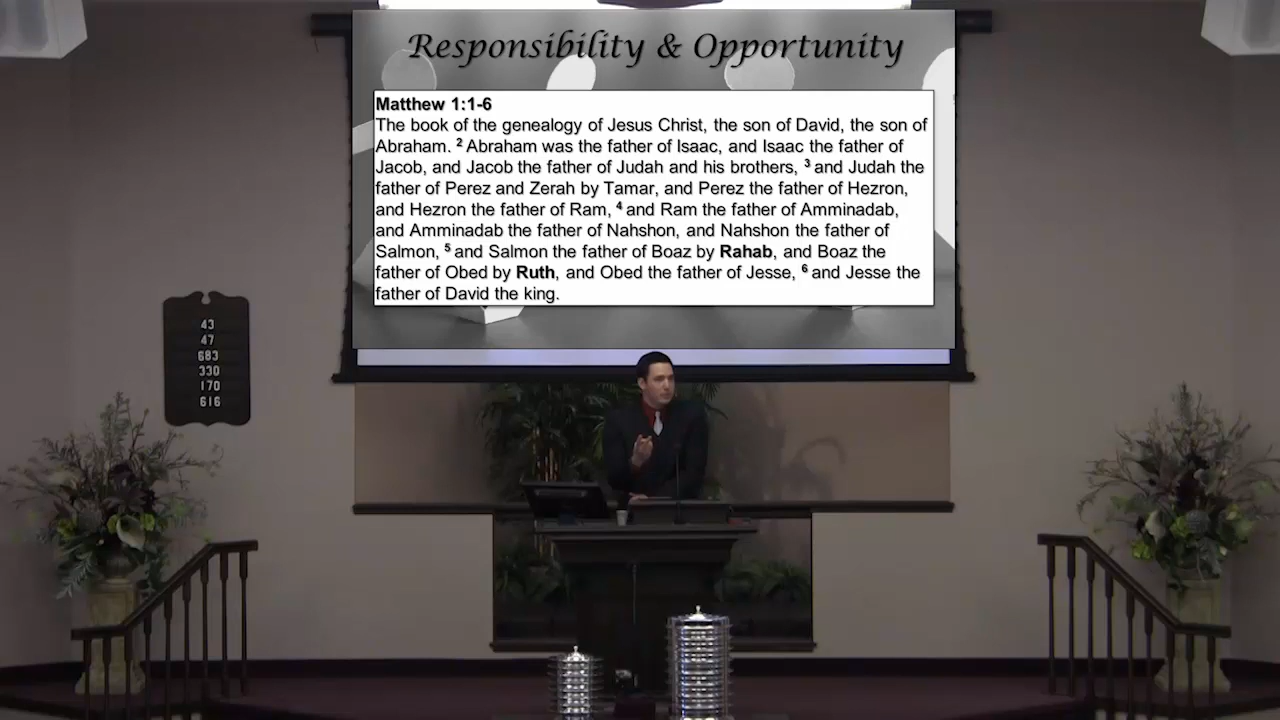 Responsibility & Opportunity
Matthew 1:1-6
The book of the genealogy of Jesus Christ, the son of David, the son of
Abraham. 2 Abraham was the father of Isaac, and Isaac the father of
Jacob, and Jacob the father of Judah and his brothers, 3 and Judah the
father of Perez and Zerah by Tamar, and Perez the father of Hezron,
and Hezron the father of Ram, 4 and Ram the father of Amminadab,
and Amminadab the father of Nahshon, and Nahshon the father of
Salmon, 5 and Salmon the father of Boaz by Rahab, and Boaz the
father of Obed by Ruth, and Obed the father of Jesse, 6 and Jesse the
father of David the king.
43
47
683
330
170
616